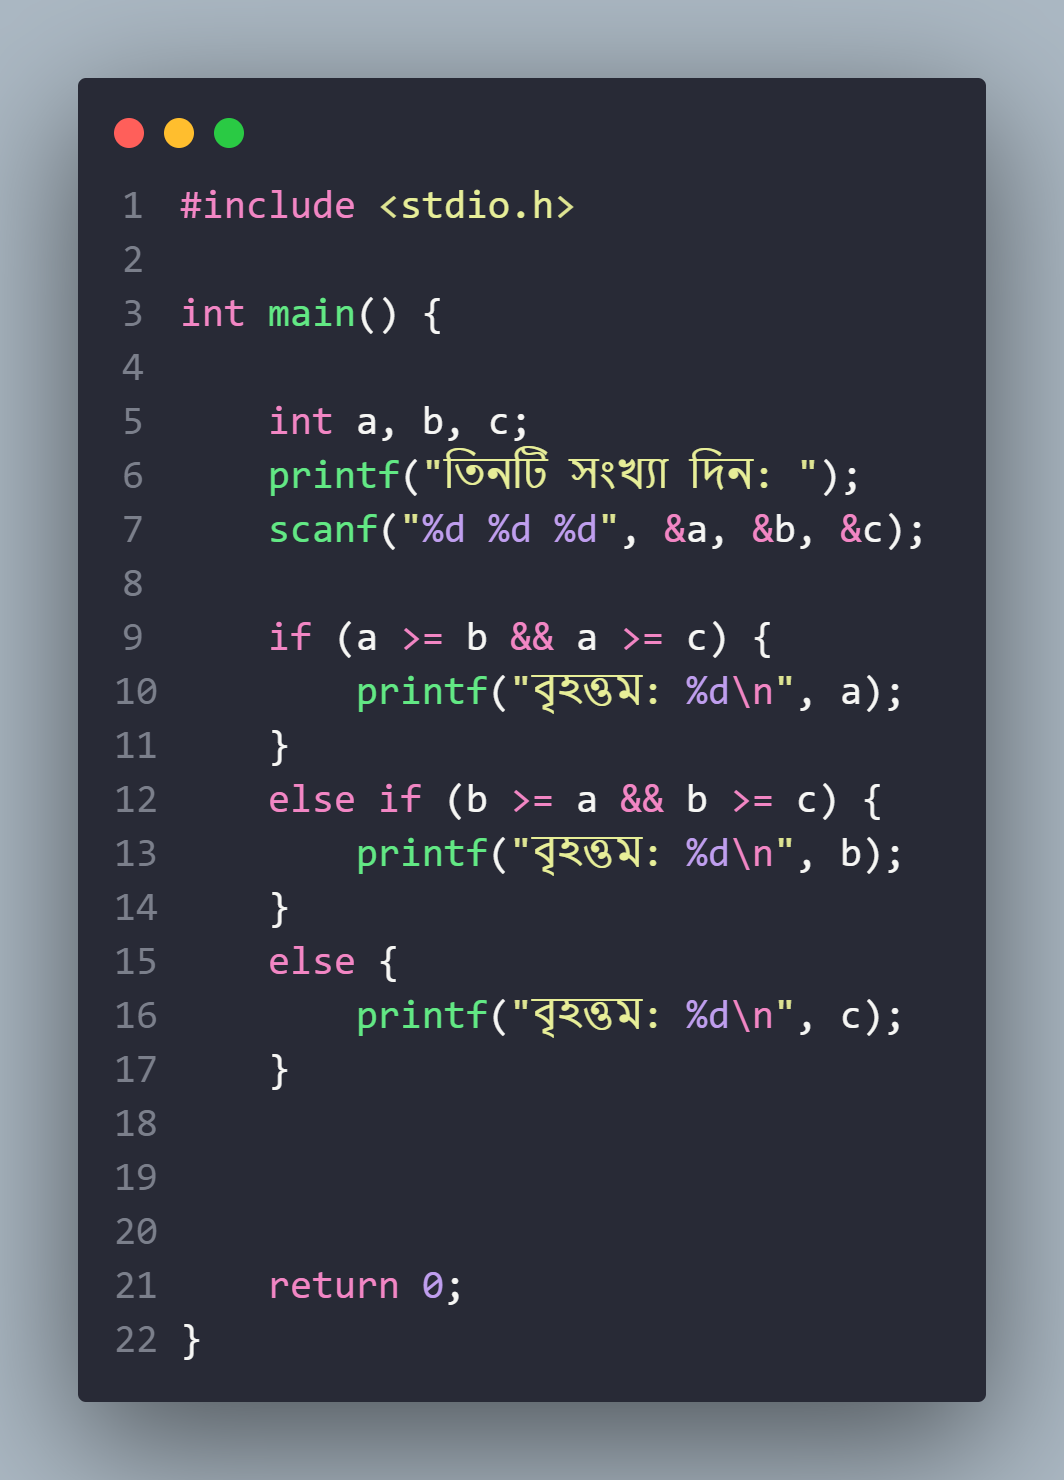 1 #include <stdio.h>
2
3 int main() {
4
5     int a, b, c;
6     printf("তিনটি সংখ্যা দিন: ");
7     scanf("%d %d %d", &a, &b, &c);
8
9     if (a >= b && a >= c) {
10         printf("বৃহত্তম: %d\n", a);
11     }
12     else if (b >= a && b >= c) {
13         printf("বৃহত্তম: %d\n", b);
14     }
15     else {
16         printf("বৃহত্তম: %d\n", c);
17     }
18
19
20
21     return 0;
22 }